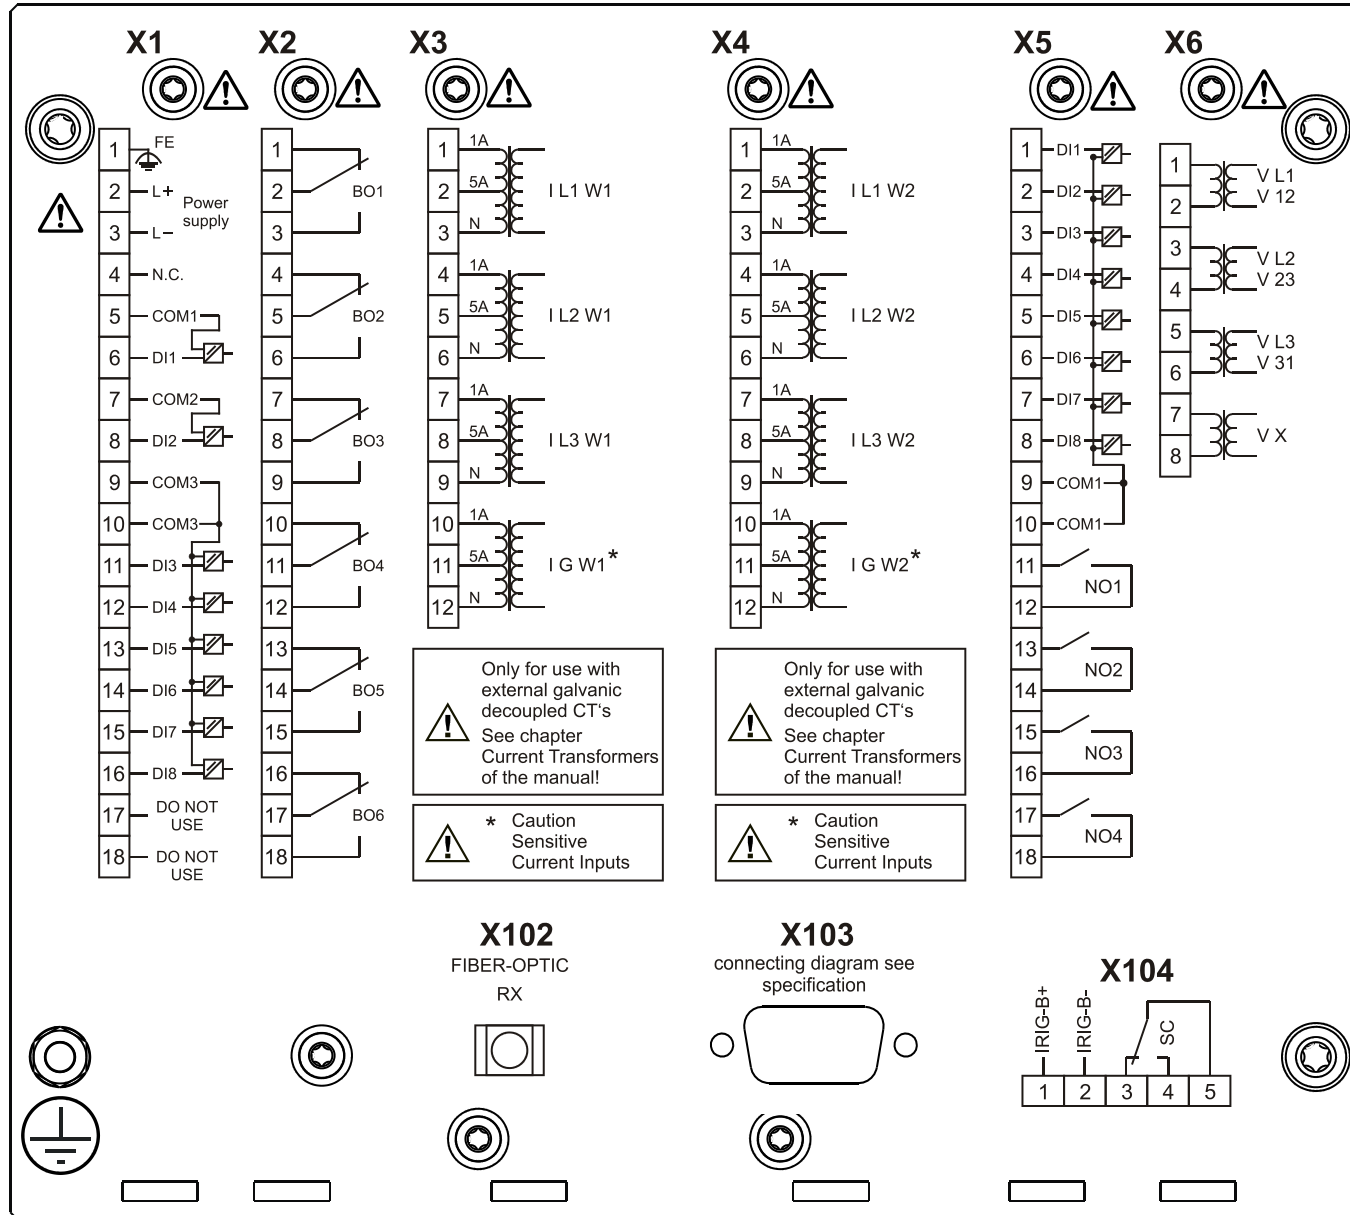 X1
X2
X3
X4
X5
X6
1 FE
2 L+
Power
supply
3 L−
4 N.C.
5 COM1
6 DI1
7 COM2
8 DI2
9 COM3
10 COM3
11 DI3
12 DI4
13 DI5
14 DI6
15 DI7
16 DI8
17 DO NOT
USE
18 DO NOT
USE
1
2 BO1
3
4
5 BO2
6
7
8 BO3
9
10
11 BO4
12
13
14 BO5
15
16
17 BO6
18
1 1A
2 5A I L1 W1
3 N
4 1A
5 5A I L2 W1
6 N
7 1A
8 5A I L3 W1
9 N
10 1A
11 5A I G W1*
12 N
Only for use with
external galvanic
decoupled CT‘s
See chapter
Current Transformers
of the manual!
* Caution
Sensitive
Current Inputs
1 1A
2 5A I L1 W2
3 N
4 1A
5 5A I L2 W2
6 N
7 1A
8 5A I L3 W2
9 N
10 1A
11 5A I G W2*
12 N
Only for use with
external galvanic
decoupled CT‘s
See chapter
Current Transformers
of the manual!
* Caution
Sensitive
Current Inputs
1 DI1
2 DI2
3 DI3
4 DI4
5 DI5
6 DI6
7 DI7
8 DI8
9 COM1
10 COM1
11
NO1
12
13
NO2
14
15
NO3
16
17
NO4
18
1 V L1
2 V 12
3 V L2
4 V 23
5 V L3
6 V 31
7
V X
8
X102
FIBER-OPTIC
RX
X103
connecting diagram see
specification
X104
IRIG-B+
IRIG-B-
SC
1 2 3 4 5